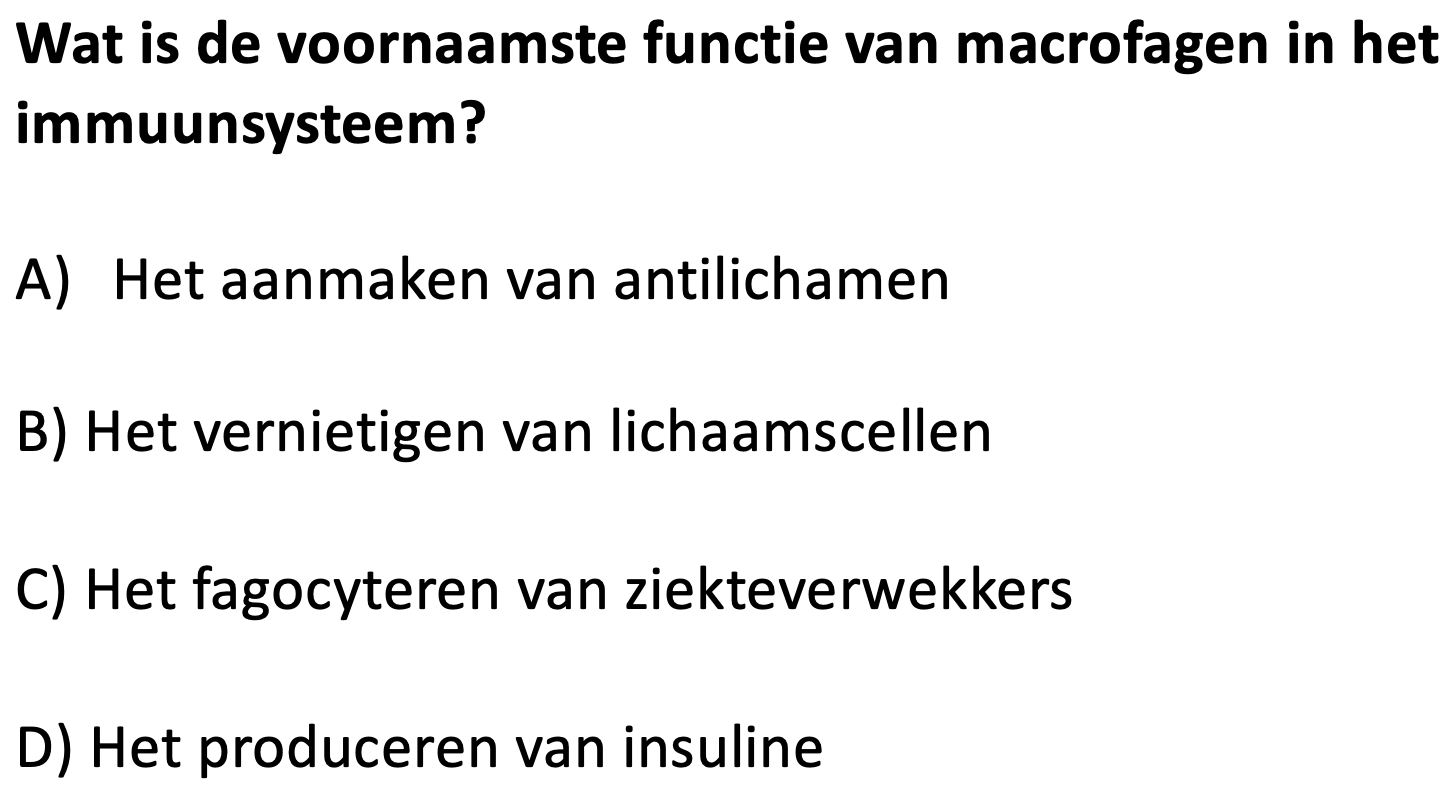 Wat is de voornaamste functie van macrofagen in het
immuunsysteem?
A) Het aanmaken van antilichamen
B) Het vernietigen van lichaamscellen
C) Het fagocyteren van ziekteverwekkers
D) Het produceren van insuline